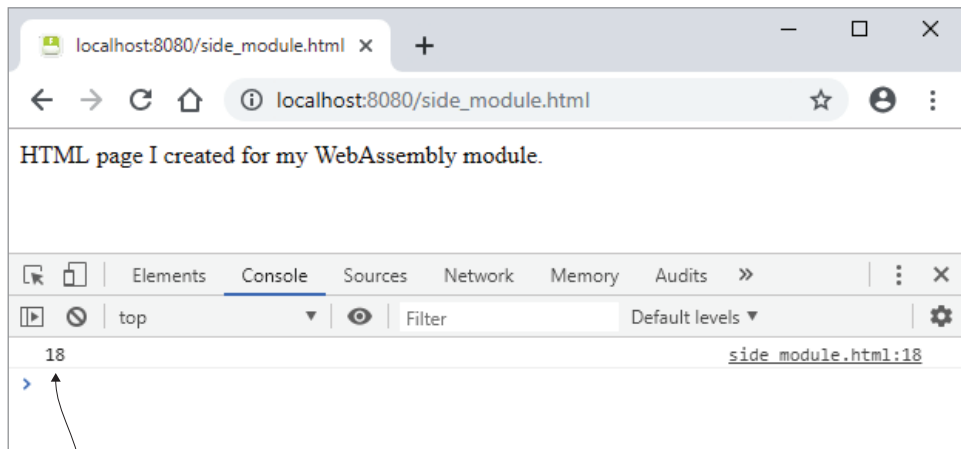 localhost:8080/side_module.html
localhost:8080/side_module.html
HTML page I created for my WebAssembly module.
Elements Console Sources Network Memory Audits »
top Filter Default levels
18 side_module.html:18